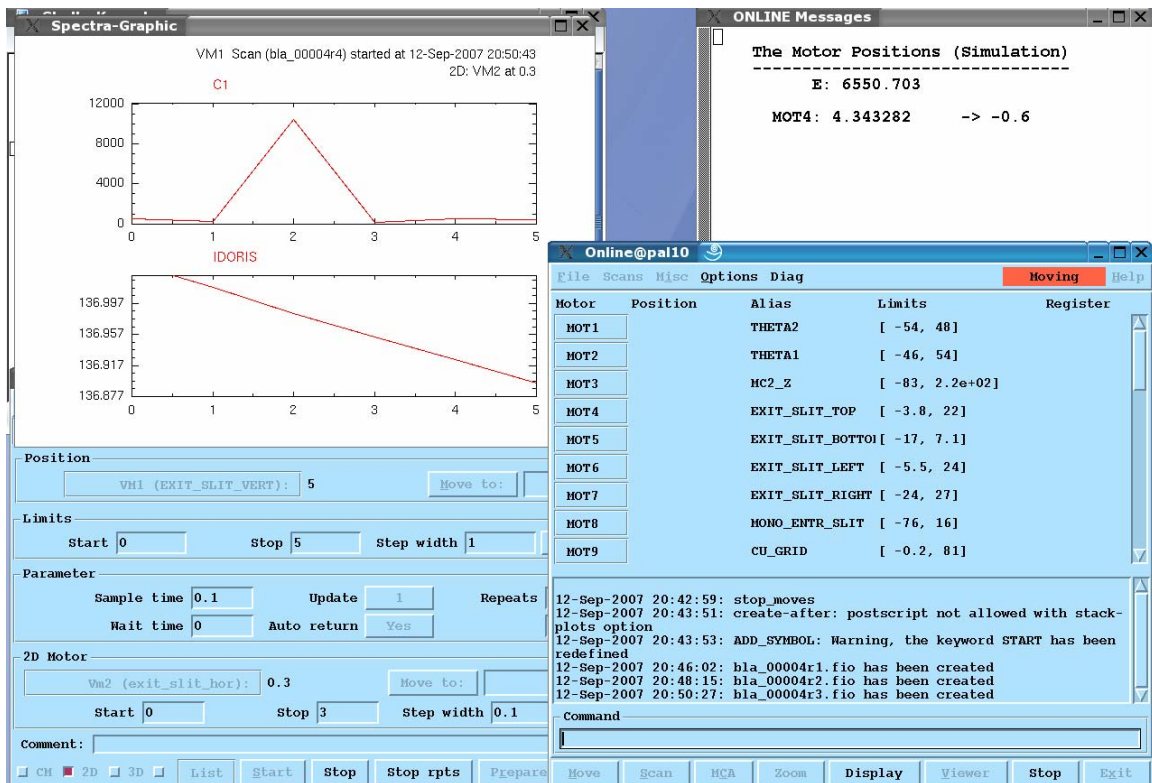 Spectra-Graphic
VM1 Scan (bla_00004r4) started at 12-Sep-2007 20:50:43
2D: VM2 at 0.3
C1
12000
8000
4000
0
0 1 2 3 4 5
IDORIS
136.997
136.957
136.917
136.877
0 1 2 3 4 5
Position
VM1 (EXIT_SLIT_VERT): 5 Move to:
Limits
Start 0 Stop 5 Step width 1
Parameter
Sample time 0.1 Update 1 Repeats
Wait time 0 Auto return Yes
2D Motor
Vm2 (exit_slit_hor): 0.3 Move to:
Start 0 Stop 3 Step width 0.1
Comment:
CM 2D 3D List Start Stop Stop rpts Prepare
ONLINE Messages
The Motor Positions (Simulation)
--------------------------------
E: 6550.703
MOT4: 4.343282 -> -0.6
Online@pal10
File Scans Misc Options Diag Moving Help
Motor Position Alias Limits Register
MOT1 THETA2 [ -54, 48]
MOT2 THETA1 [ -46, 54]
MOT3 MC2_Z [ -83, 2.2e+02]
MOT4 EXIT_SLIT_TOP [ -3.8, 22]
MOT5 EXIT_SLIT_BOTTO [ -17, 7.1]
MOT6 EXIT_SLIT_LEFT [ -5.5, 24]
MOT7 EXIT_SLIT_RIGHT [ -24, 27]
MOT8 MONO_ENTR_SLIT [ -76, 16]
MOT9 CU_GRID [ -0.2, 81]
12-Sep-2007 20:42:59: stop_moves
12-Sep-2007 20:43:51: create-after: postscript not allowed with stack-
plots option
12-Sep-2007 20:43:53: ADD_SYMBOL: Warning, the keyword START has been
redefined
12-Sep-2007 20:46:02: bla_00004r1.fio has been created
12-Sep-2007 20:48:15: bla_00004r2.fio has been created
12-Sep-2007 20:50:27: bla_00004r3.fio has been created
Command
Move Scan MCA Zoom Display Viewer Stop Exit